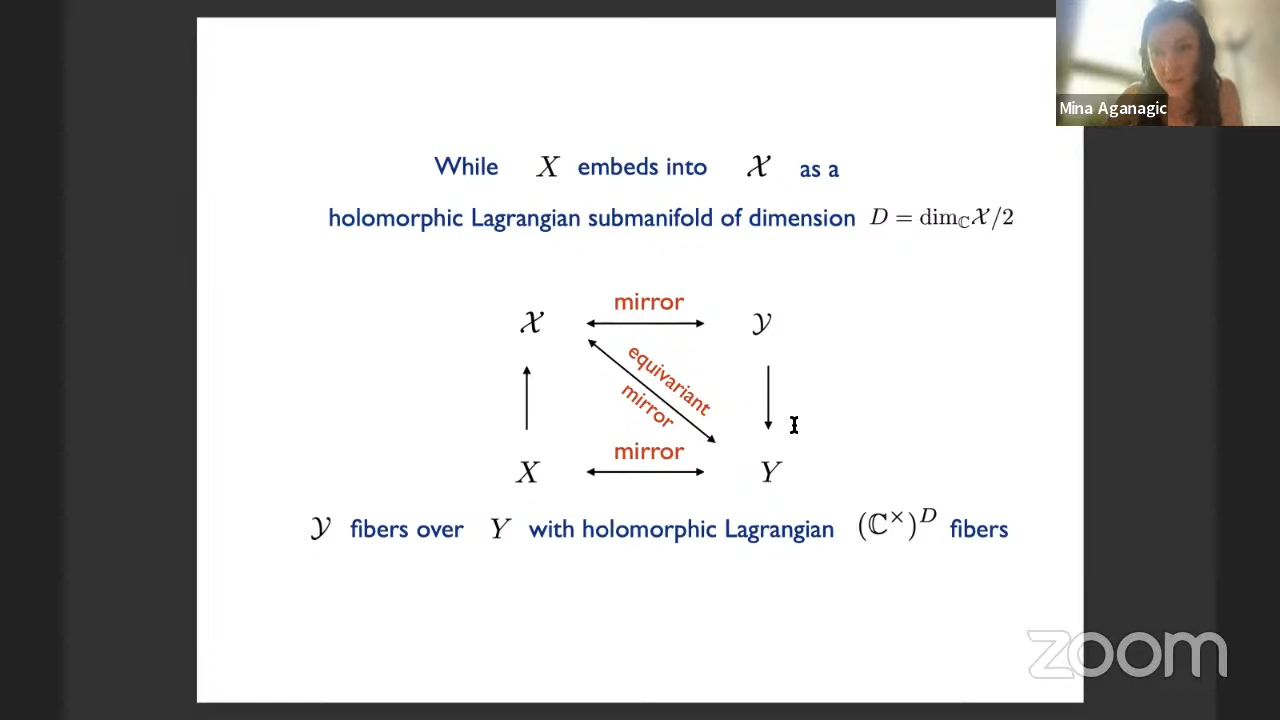 Mina Aganagic
While X embeds into 𝒳 as a
holomorphic Lagrangian submanifold of dimension D = dim_ℂ 𝒳/2
mirror
𝒳 𝒴
equivariant
mirror
mirror
X Y
𝒴 fibers over Y with holomorphic Lagrangian (ℂ^×)^D fibers
zoom